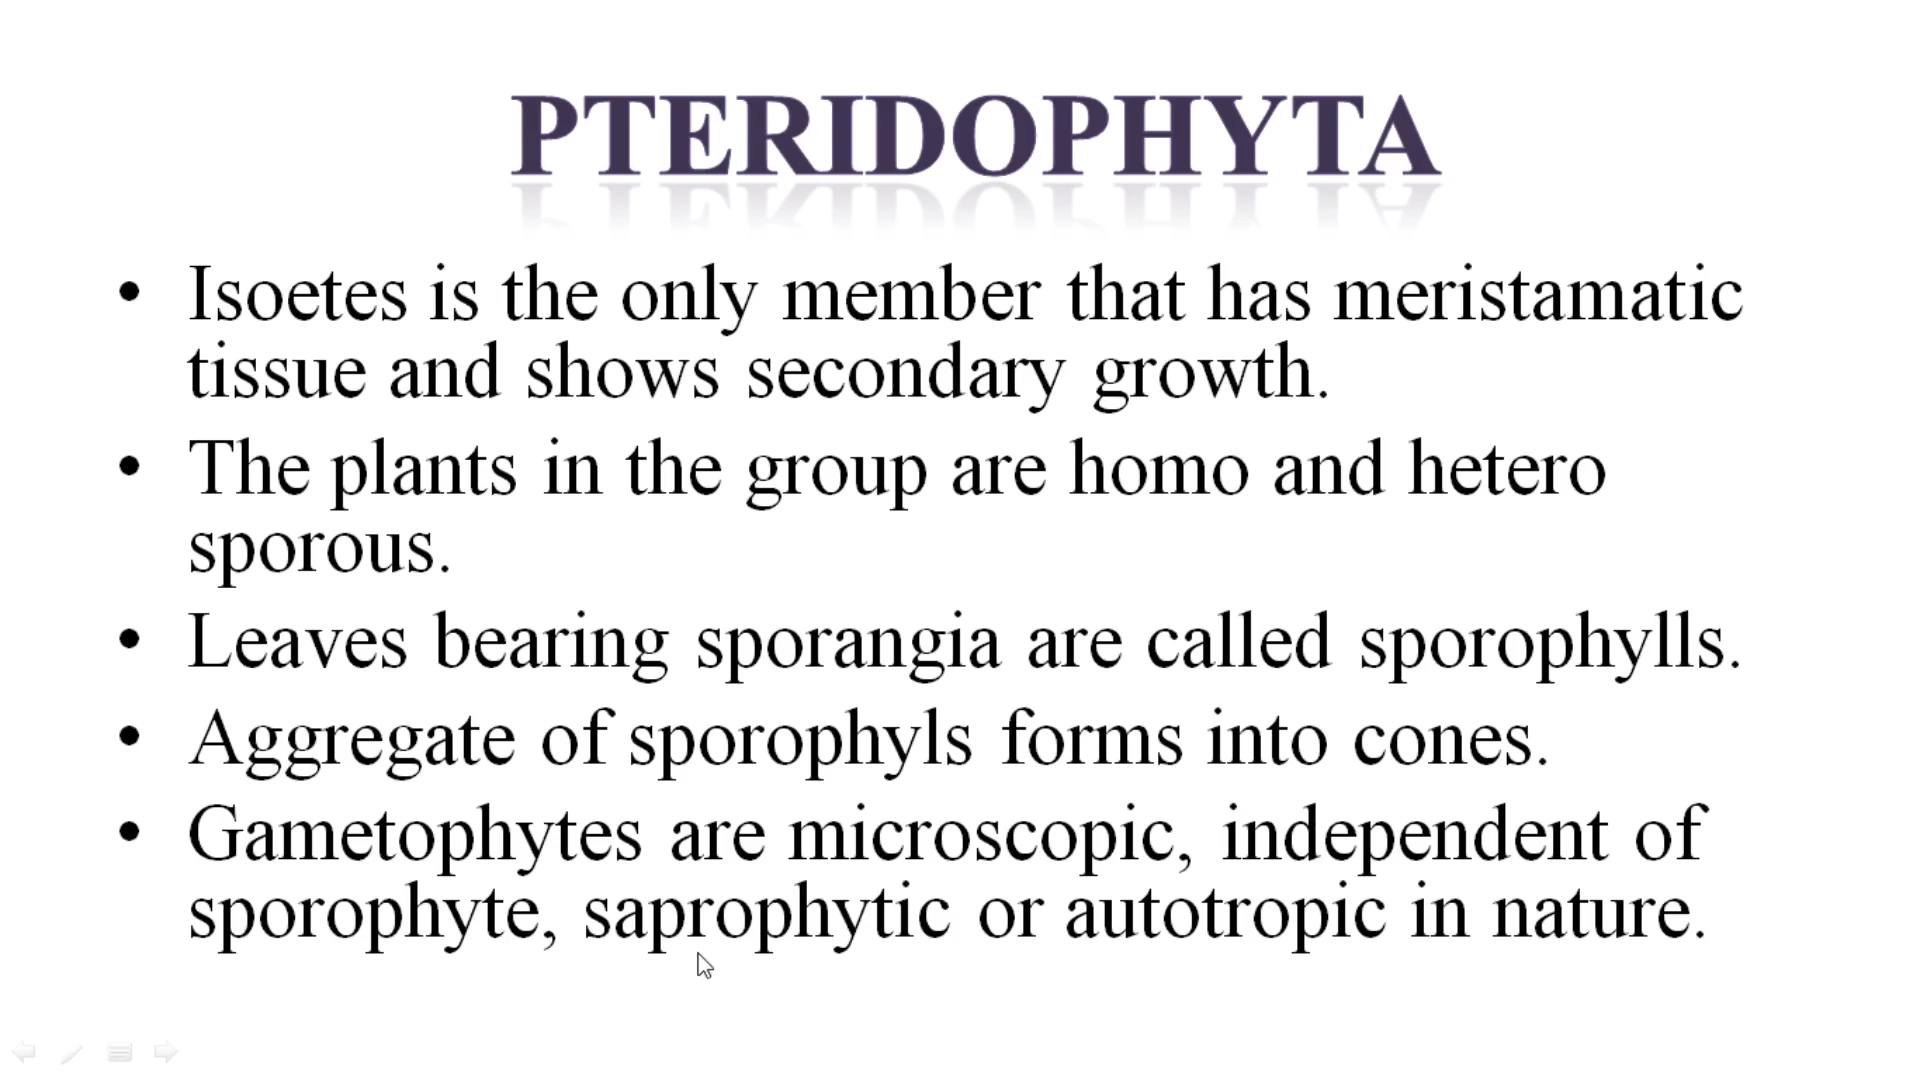 PTERIDOPHYTA
• Isoetes is the only member that has meristamatic
tissue and shows secondary growth.
• The plants in the group are homo and hetero
sporous.
• Leaves bearing sporangia are called sporophylls.
• Aggregate of sporophyls forms into cones.
• Gametophytes are microscopic, independent of
sporophyte, saprophytic or autotropic in nature.